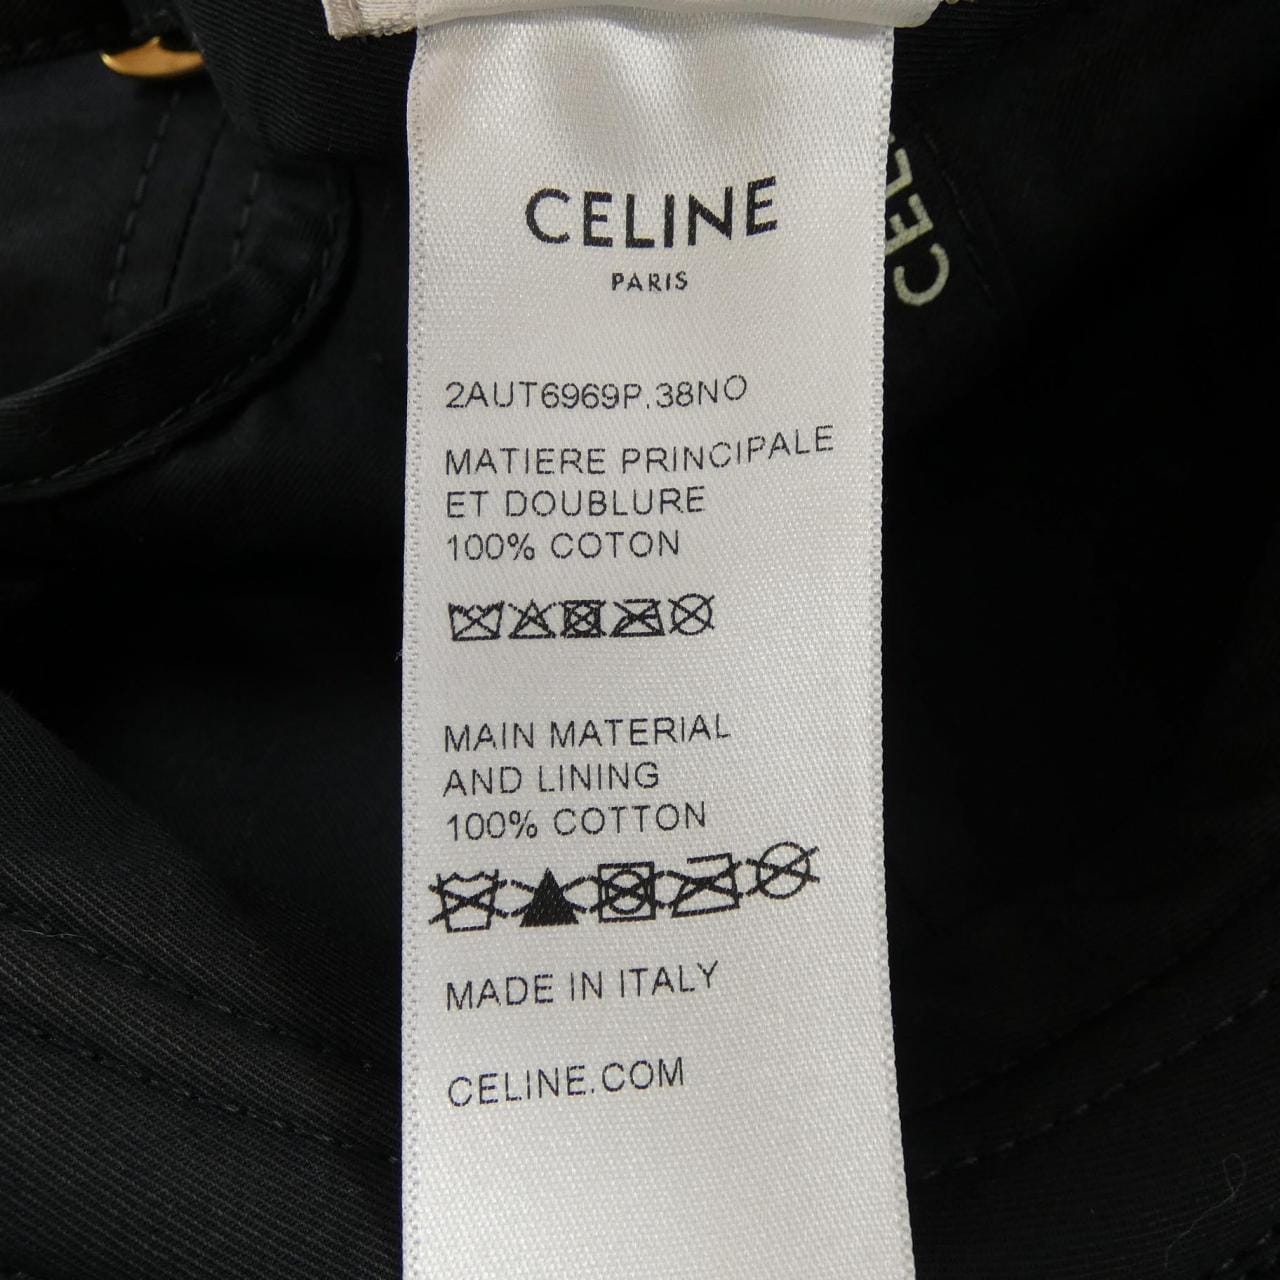 CELINE
PARIS
CEL
2AUT6969P.38NO
MATIERE PRINCIPALE
ET DOUBLURE
100% COTON
MAIN MATERIAL
AND LINING
100% COTTON
MADE IN ITALY
CELINE.COM